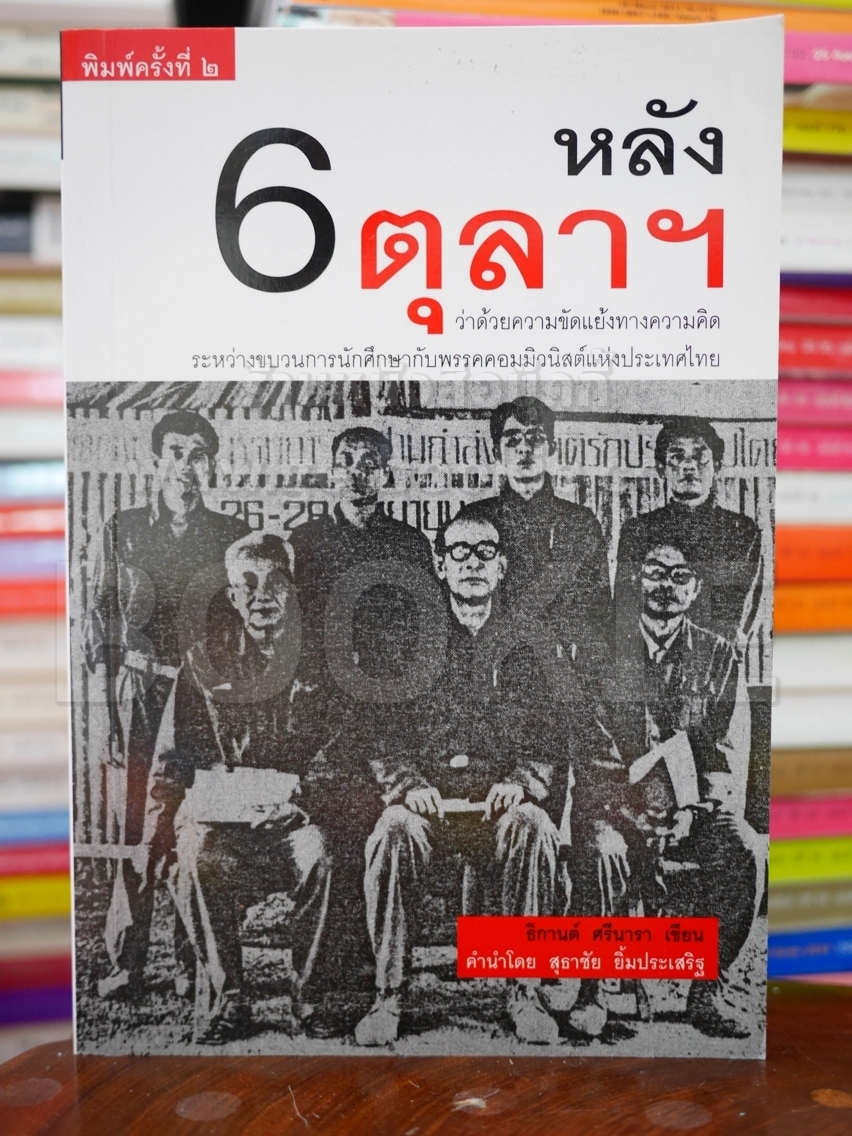 พิมพ์ครั้งที่ ๒
หลัง
6 ตุลาฯ
ว่าด้วยความขัดแย้งทางความคิด
ระหว่างขบวนการนักศึกษากับพรรคคอมมิวนิสต์แห่งประเทศไทย
26-28
ROOKIE
ธิกานต์ ศรีนารา เขียน
คำนำโดย สุธาชัย ยิ้มประเสริฐ